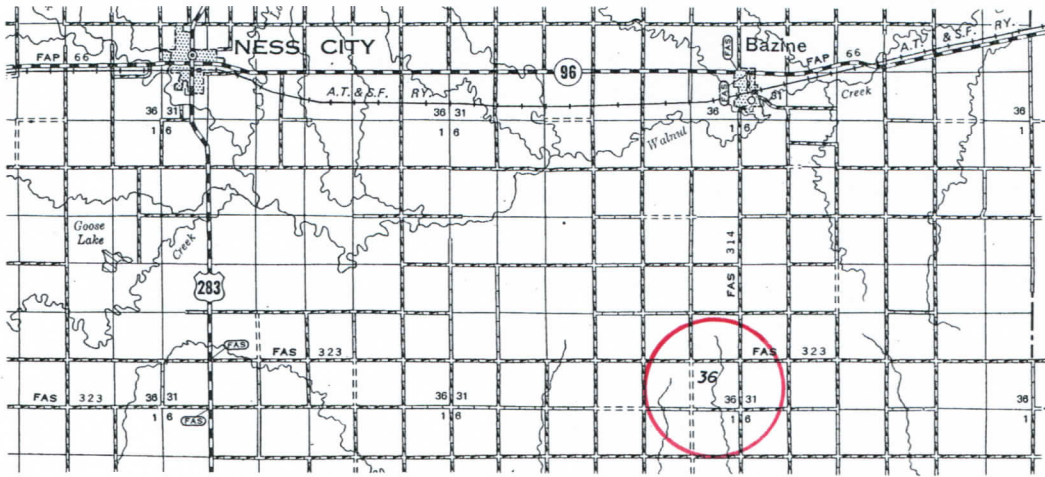 RY.
A.T. & S.F.
FAS
NESS CITY
Bazine
FAP 66
FAP 66
96
A.T. & S.F. RY.
FAS
Creek
36 31
1 6
36 31
1 6
36 31
1 6
36
1
Walnut
Goose
Lake
Creek
FAS 314
283
FAS
FAS 323
FAS 323
36
FAS 323
36 31
1 6
36 31
1 6
36 31
1 6
36
1
FAS